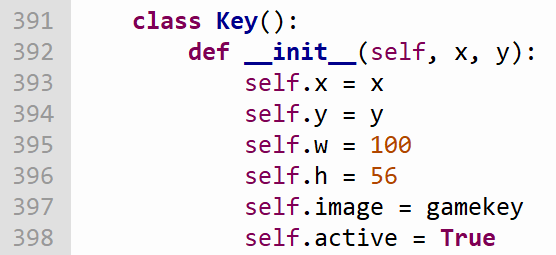 391 class Key():
392 def __init__(self, x, y):
393 self.x = x
394 self.y = y
395 self.w = 100
396 self.h = 56
397 self.image = gamekey
398 self.active = True